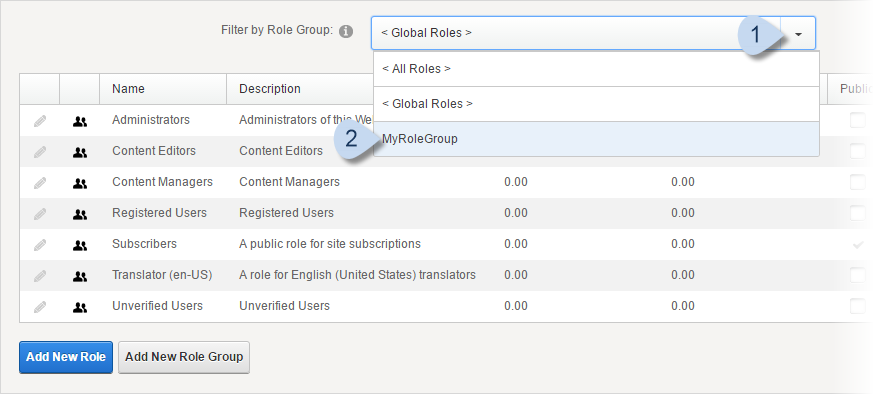 Filter by Role Group:
< Global Roles >
1
< All Roles >
Name Description Public
< Global Roles >
Administrators Administrators of this We
2 MyRoleGroup
Content Editors Content Editors
Content Managers Content Managers 0.00 0.00
Registered Users Registered Users 0.00 0.00
Subscribers A public role for site subscriptions 0.00 0.00
Translator (en-US) A role for English (United States) translators 0.00 0.00
Unverified Users Unverified Users 0.00 0.00
Add New Role Add New Role Group